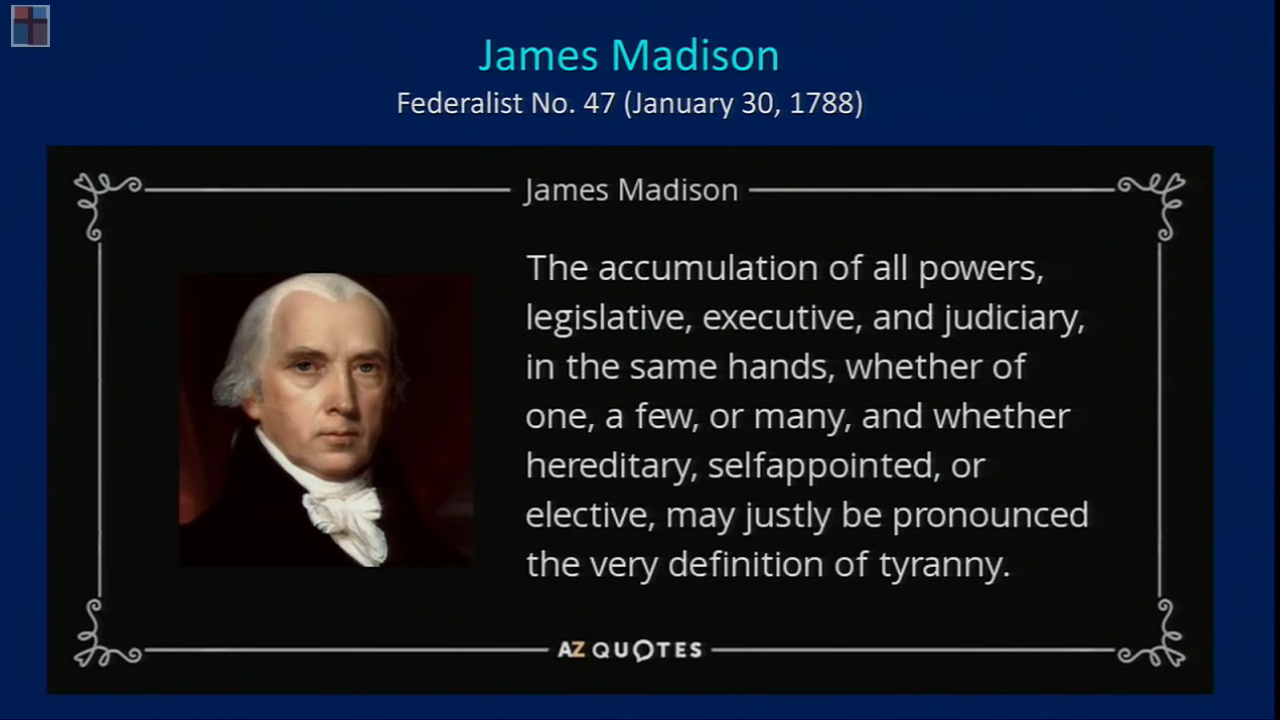 James Madison
Federalist No. 47 (January 30, 1788)
James Madison
The accumulation of all powers,
legislative, executive, and judiciary,
in the same hands, whether of
one, a few, or many, and whether
hereditary, selfappointed, or
elective, may justly be pronounced
the very definition of tyranny.
AZ QUOTES